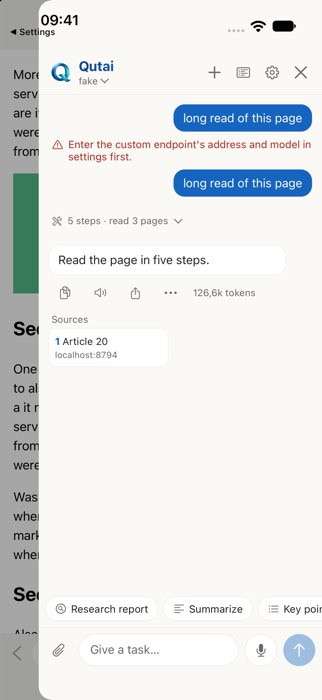 09:41
Settings
Qutai
fake
long read of this page
Enter the custom endpoint's address and model in
settings first.
long read of this page
5 steps · read 3 pages
Read the page in five steps.
126,6k tokens
Sources
1 Article 20
localhost:8794
Research report
Summarize
Key poin
Give a task...
More
serv
are i
were
from
Sec
One
to al
a it r
serv
from
were
Was
whe
mark
whe
Sec